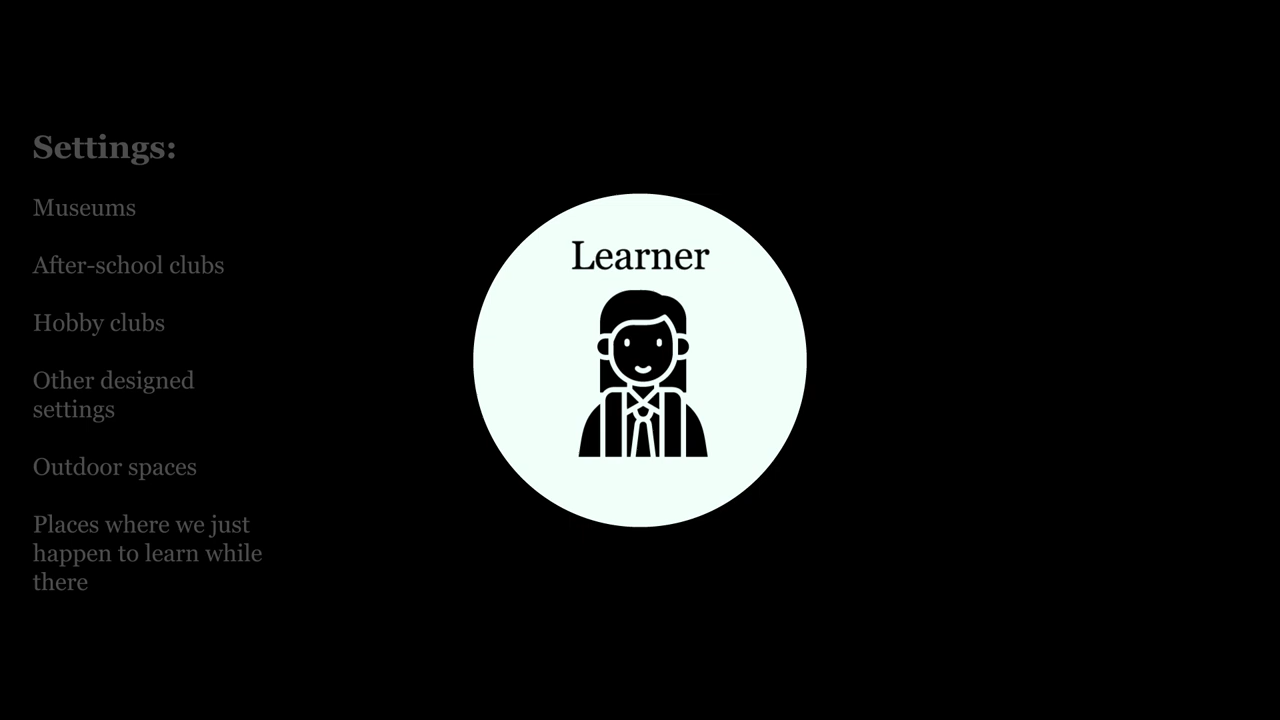 Settings:
Museums
After-school clubs
Hobby clubs
Other designed
settings
Outdoor spaces
Places where we just
happen to learn while
there
Learner